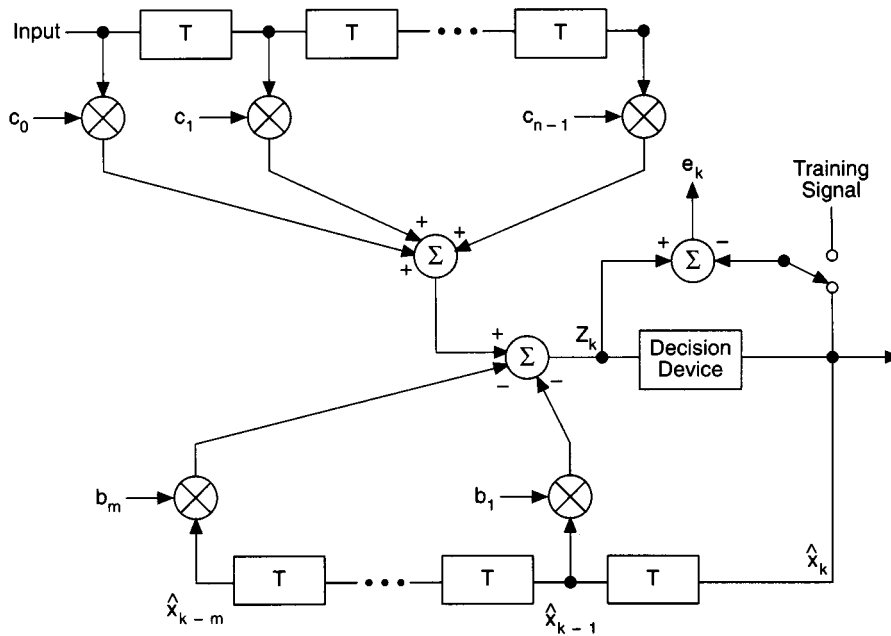 Input
T
T
T
c₀
c₁
cₙ₋₁
eₖ
Training
Signal
+
+
+
Σ
+
−
Σ
+
Σ
−
−
Zₖ
Decision
Device
bₘ
b₁
x̂ₖ
T
T
T
x̂ₖ₋ₘ
x̂ₖ₋₁